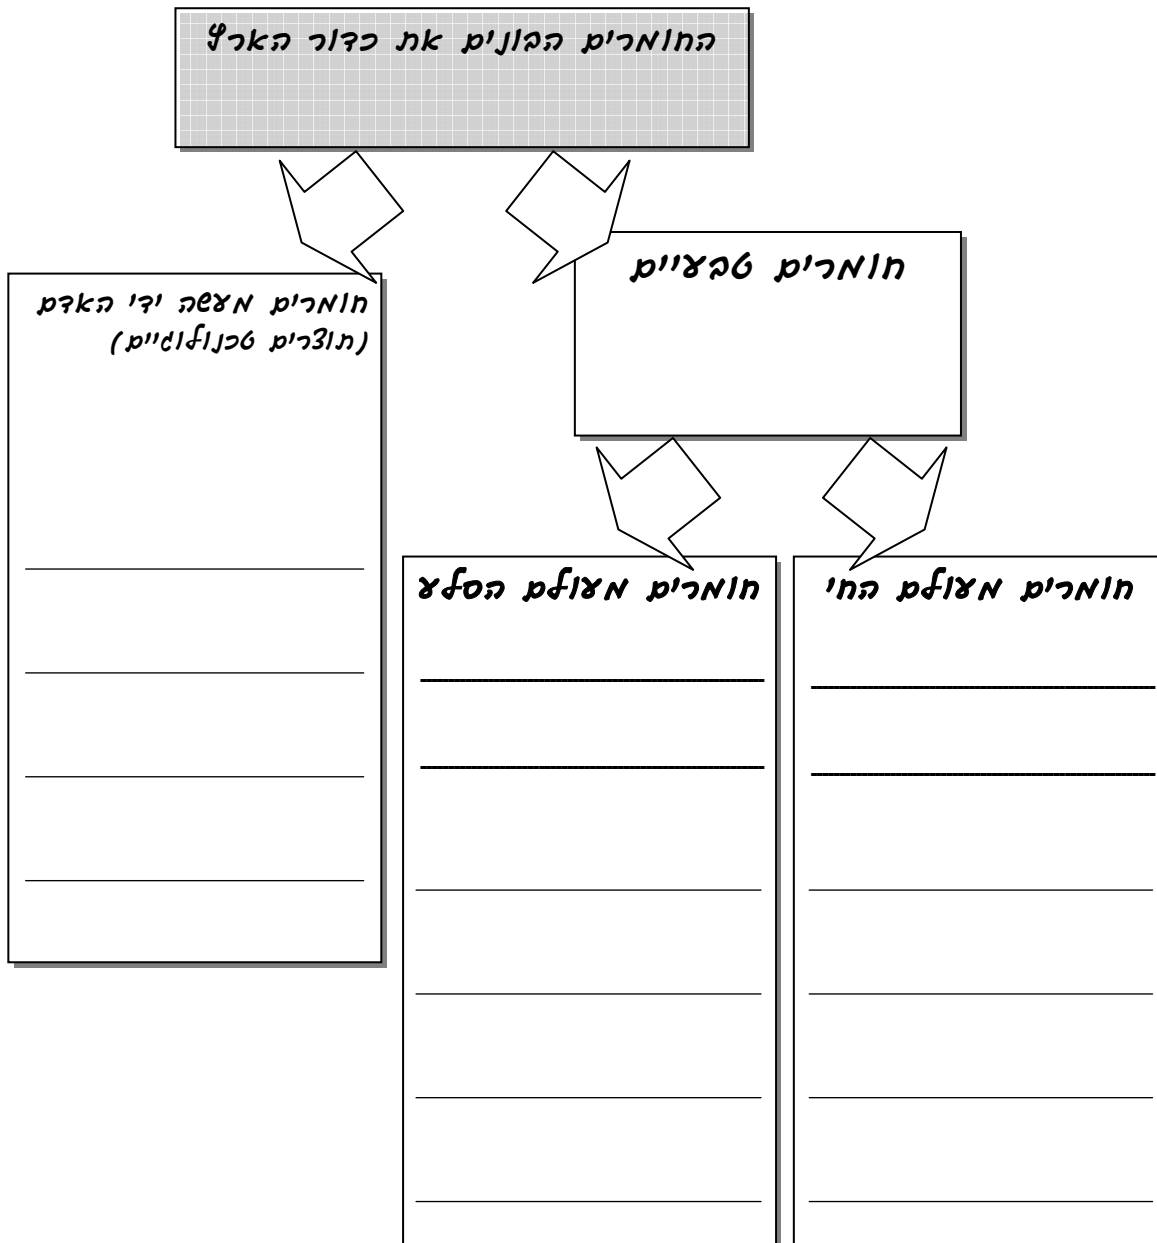 החומרים הבונים את כדור הארץ
חומרים טבעיים
חומרים מעשה ידי האדם
(תוצרים טכנולוגיים)
חומרים מעולם החי
חומרים מעולם הסלע